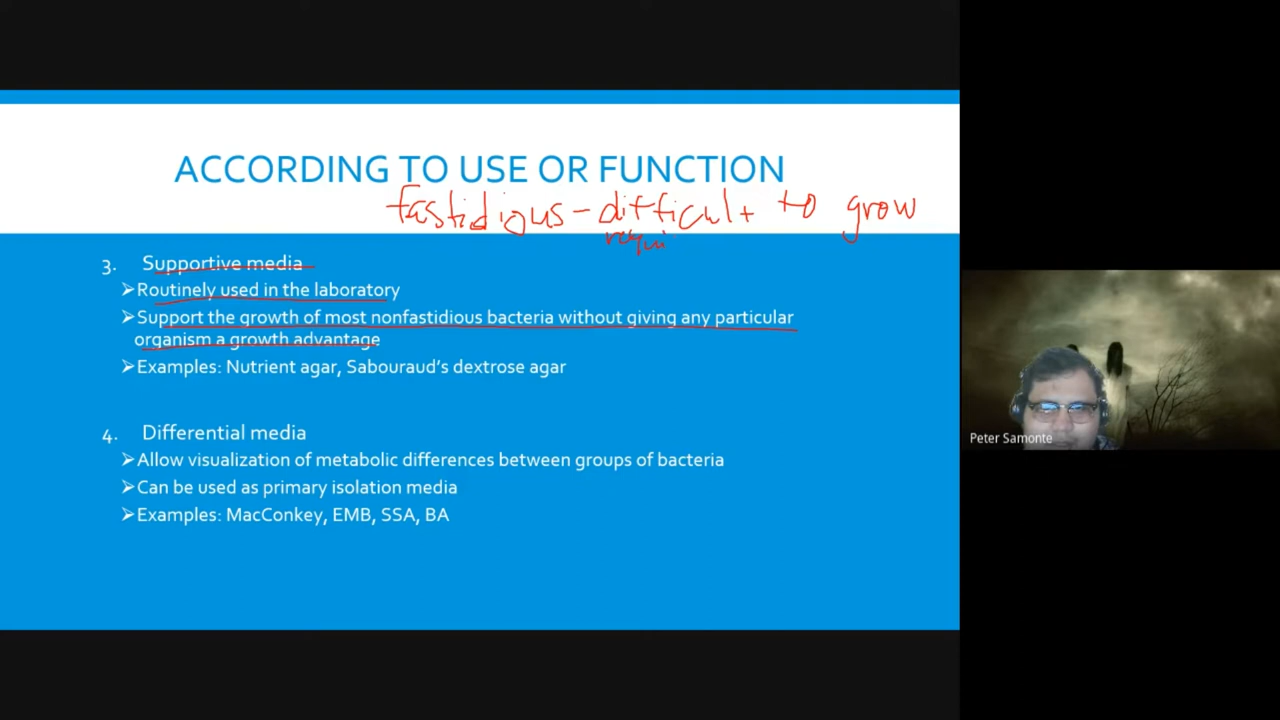 ACCORDING TO USE OR FUNCTION
fastidious - difficult to grow
requi
3. Supportive media
➢Routinely used in the laboratory
➢Support the growth of most nonfastidious bacteria without giving any particular
organism a growth advantage
➢Examples: Nutrient agar, Sabouraud's dextrose agar
4. Differential media
➢Allow visualization of metabolic differences between groups of bacteria
➢Can be used as primary isolation media
➢Examples: MacConkey, EMB, SSA, BA
Peter Samonte